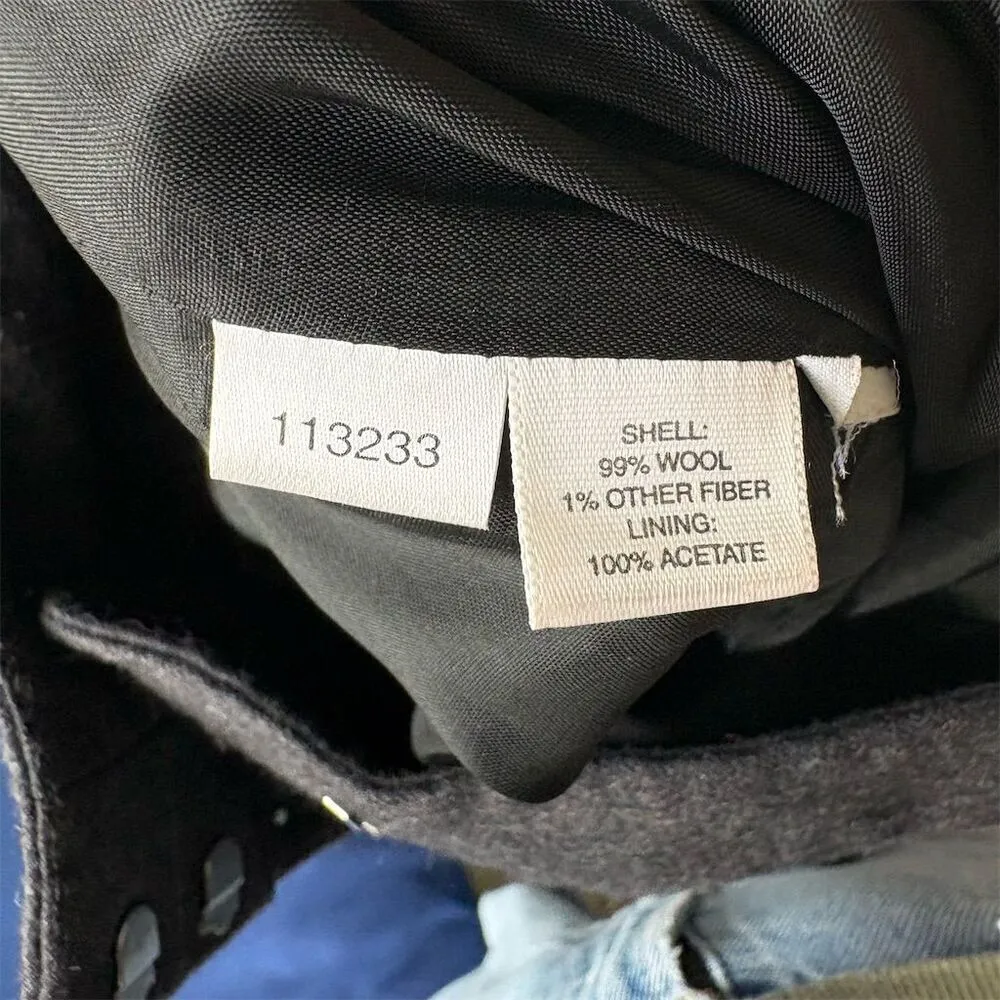 113233
SHELL:
99% WOOL
1% OTHER FIBER
LINING:
100% ACETATE